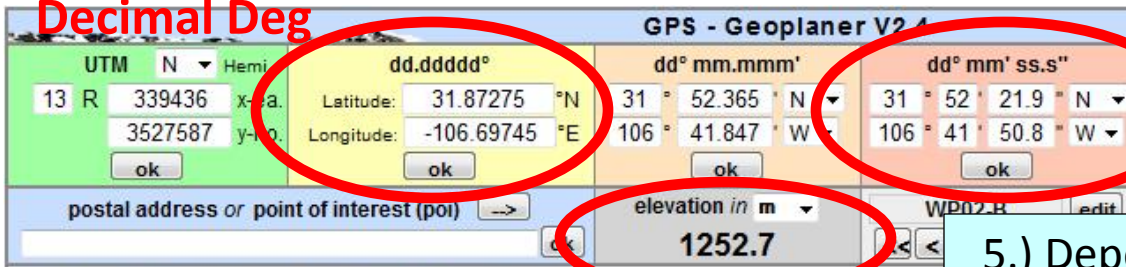 Decimal Deg
GPS - Geoplaner V2.4
UTM N Hemi
13 R 339436 x-ea.
3527587 y-no.
ok
dd.ddddd°
Latitude: 31.87275 °N
Longitude: -106.69745 °E
ok
dd° mm.mmm'
31 ° 52.365 ' N
106 ° 41.847 ' W
ok
dd° mm' ss.s"
31 ° 52 ' 21.9 " N
106 ° 41 ' 50.8 " W
ok
postal address or point of interest (poi) -->
ok
elevation in m
1252.7
WP02-B edit
<
5.) Depe